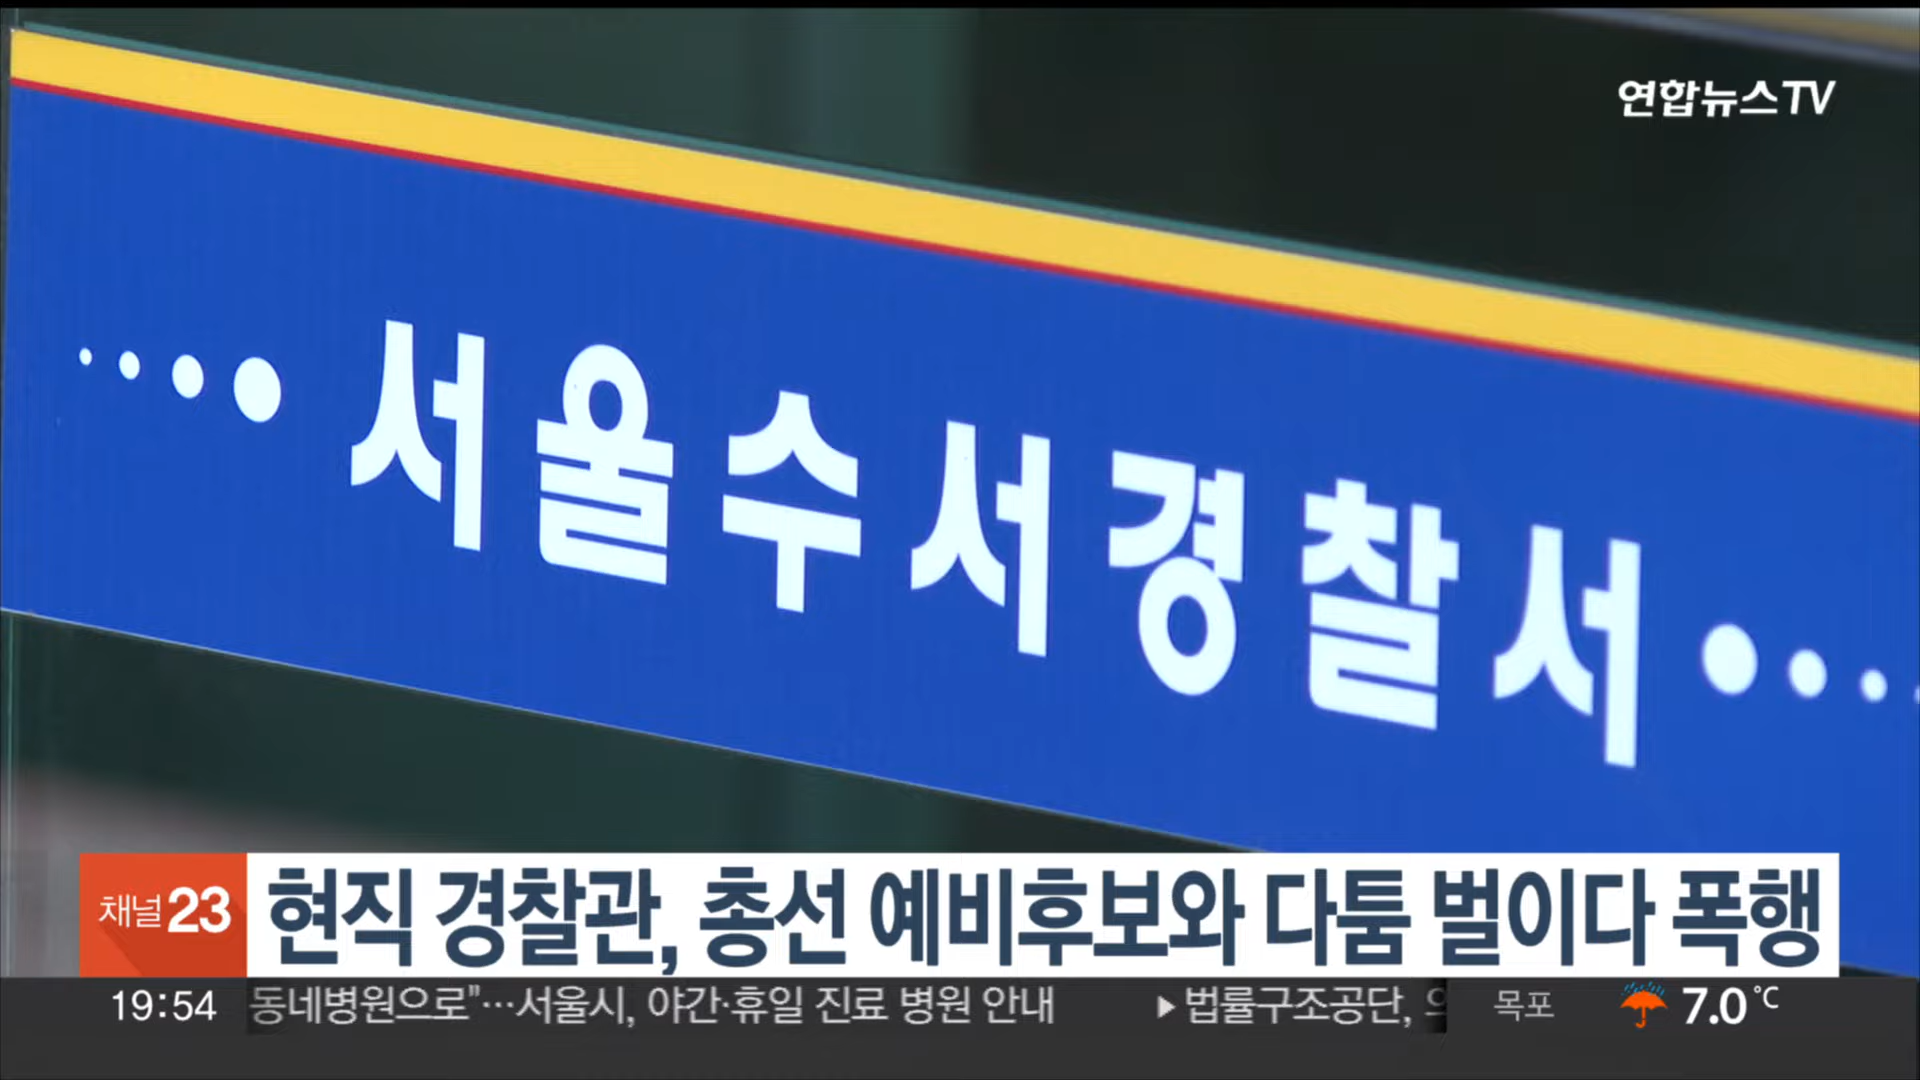 연합뉴스TV
서울수서경찰서
채널23
현직 경찰관, 총선 예비후보와 다툼 벌이다 폭행
19:54
동네병원으로"…서울시, 야간·휴일 진료 병원 안내
▶법률구조공단,
목포
7.0℃